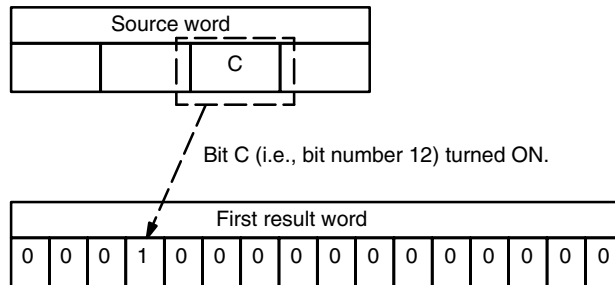 Source word
C
Bit C (i.e., bit number 12) turned ON.
First result word
0 0 0 1 0 0 0 0 0 0 0 0 0 0 0 0